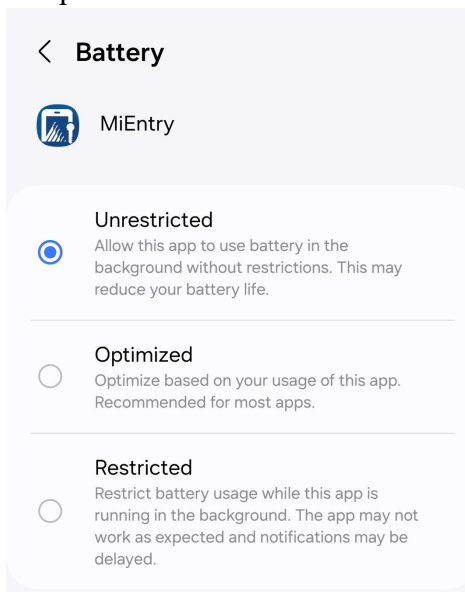 Battery
MiEntry
Unrestricted
Allow this app to use battery in the
background without restrictions. This may
reduce your battery life.
Optimized
Optimize based on your usage of this app.
Recommended for most apps.
Restricted
Restrict battery usage while this app is
running in the background. The app may not
work as expected and notifications may be
delayed.